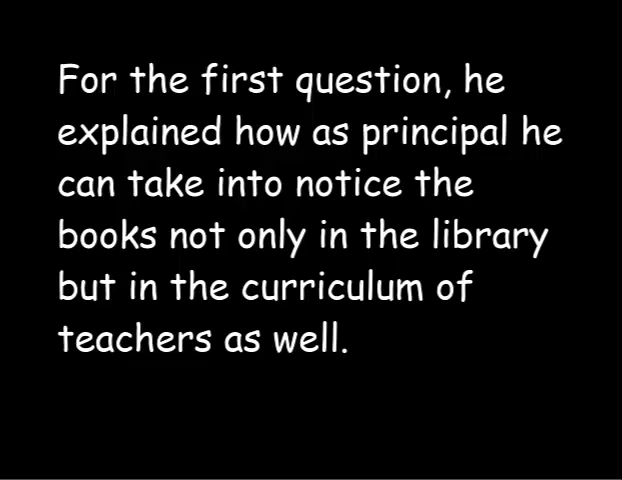 For the first question, he
explained how as principal he
can take into notice the
books not only in the library
but in the curriculum of
teachers as well.